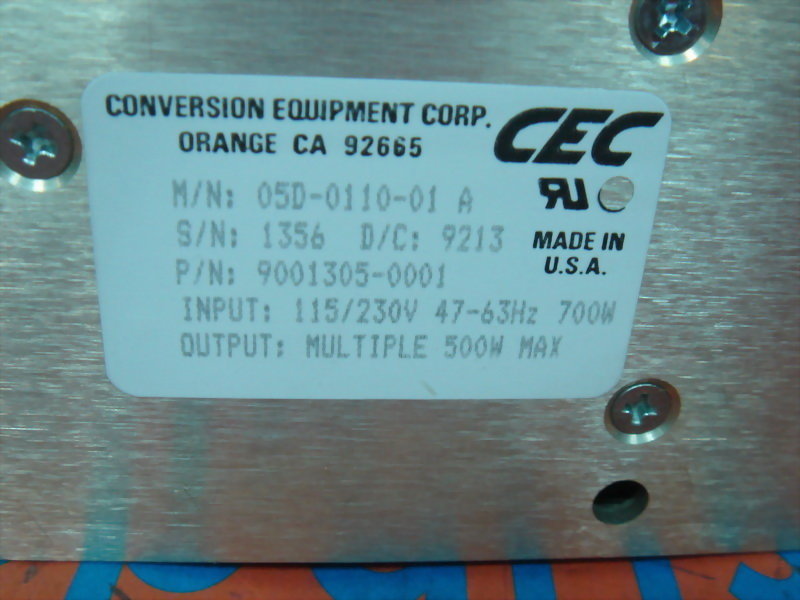 CONVERSION EQUIPMENT CORP.
ORANGE CA 92665
CEC
M/N: 05D-0110-01 A
S/N: 1356 D/C: 9213
MADE IN
U.S.A.
P/N: 9001305-0001
INPUT: 115/230V 47-63Hz 700W
OUTPUT: MULTIPLE 500W MAX